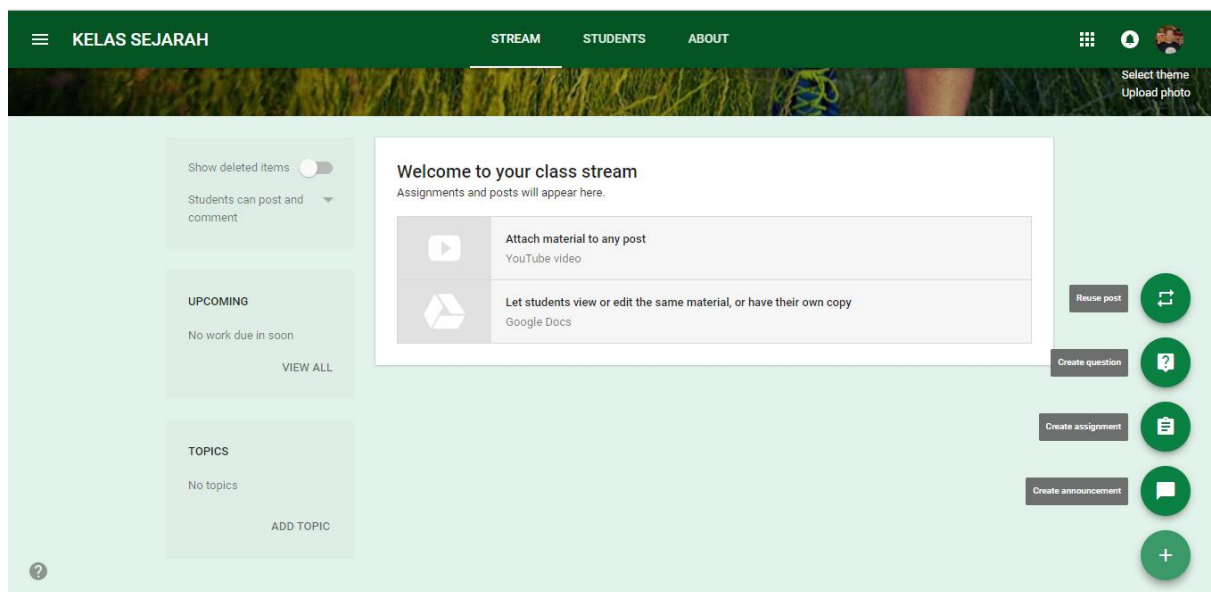 KELAS SEJARAH
STREAM STUDENTS ABOUT
Select theme
Upload photo
Show deleted items
Students can post and
comment
UPCOMING
No work due in soon
VIEW ALL
TOPICS
No topics
ADD TOPIC
Welcome to your class stream
Assignments and posts will appear here.
Attach material to any post
YouTube video
Let students view or edit the same material, or have their own copy
Google Docs
Reuse post
Create question
Create assignment
Create announcement